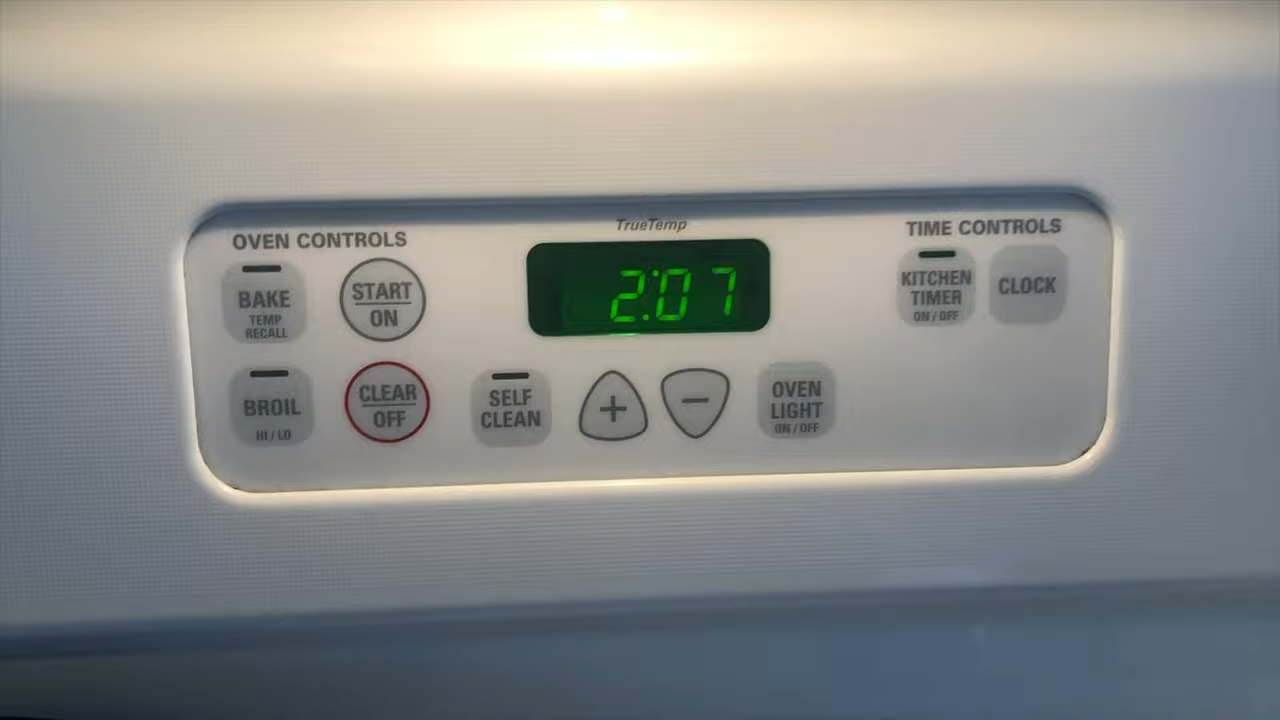 TrueTemp
OVEN CONTROLS
TIME CONTROLS
2:07
BAKE
TEMP
RECALL
START
ON
KITCHEN
TIMER
ON / OFF
CLOCK
BROIL
HI / LO
CLEAR
OFF
SELF
CLEAN
+
−
OVEN
LIGHT
ON / OFF